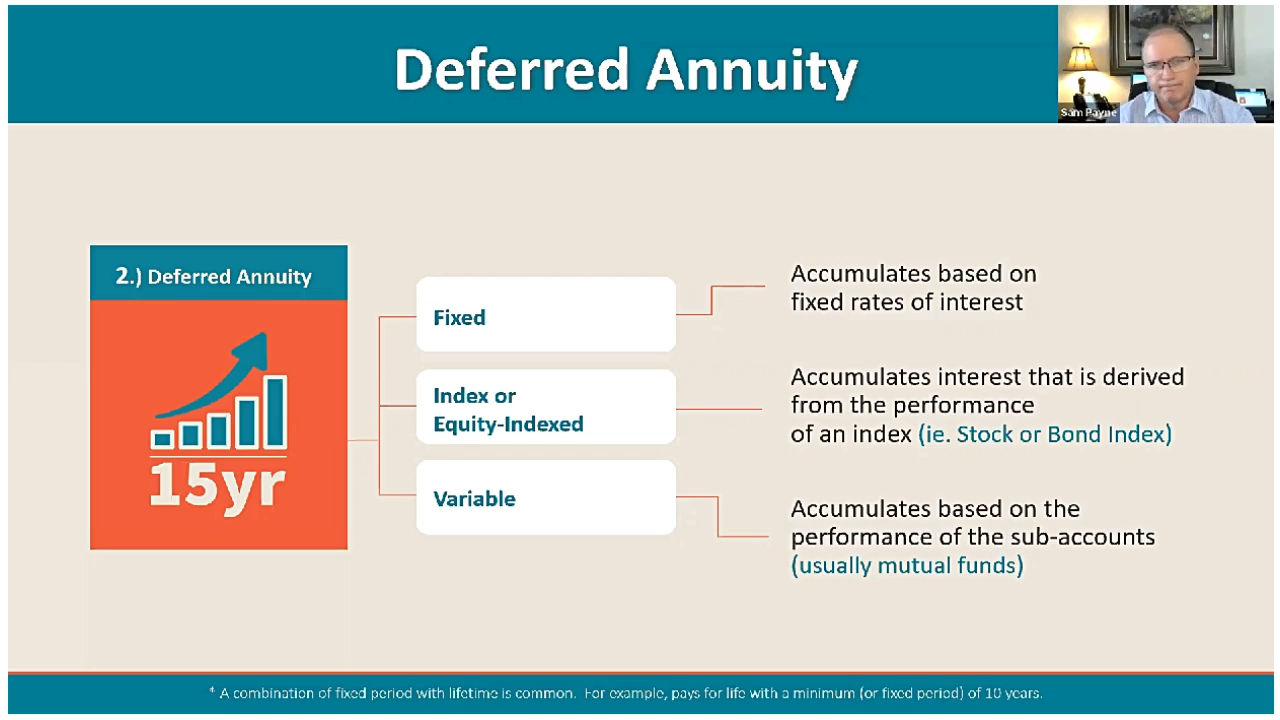 Deferred Annuity
Sam Payne
2.) Deferred Annuity
15yr
Fixed
Accumulates based on
fixed rates of interest
Index or
Equity-Indexed
Accumulates interest that is derived
from the performance
of an index (ie. Stock or Bond Index)
Variable
Accumulates based on the
performance of the sub-accounts
(usually mutual funds)
* A combination of fixed period with lifetime is common. For example, pays for life with a minimum (or fixed period) of 10 years.